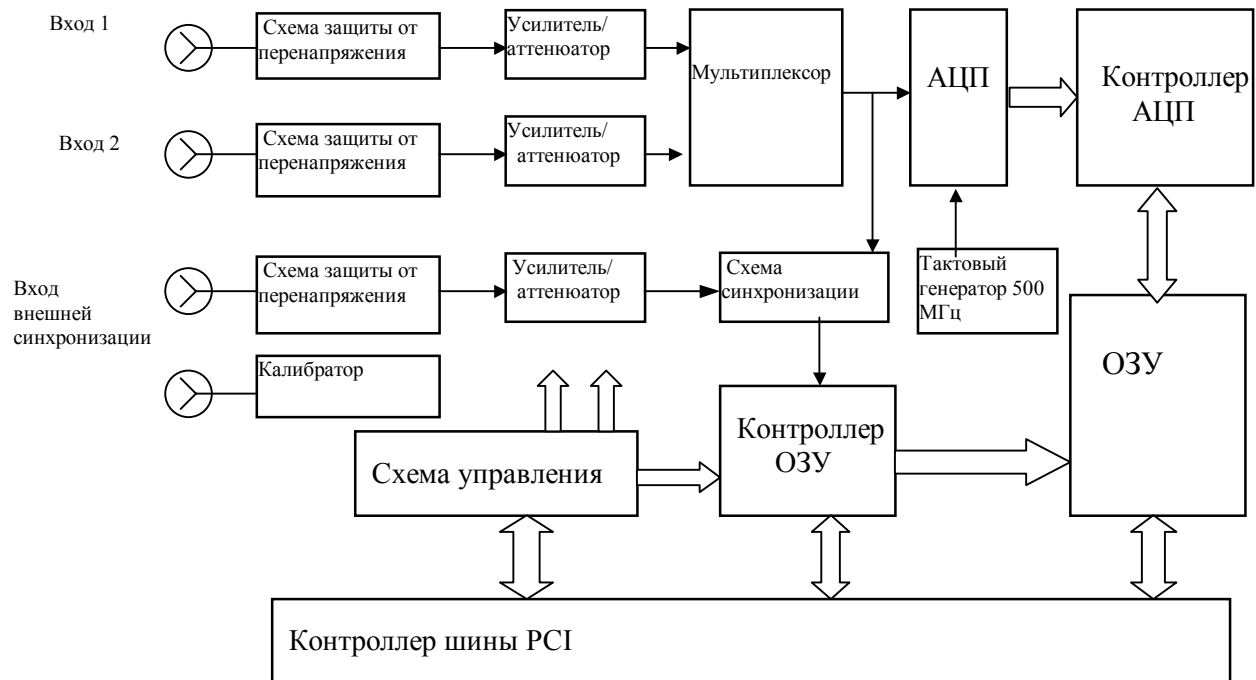 Вход 1
Схема защиты от
перенапряжения
Усилитель/
аттенюатор
Мультиплексор
АЦП
Контроллер
АЦП
Вход 2
Схема защиты от
перенапряжения
Усилитель/
аттенюатор
Вход
внешней
синхронизации
Схема защиты от
перенапряжения
Усилитель/
аттенюатор
Схема
синхронизации
Тактовый
генератор 500
МГц
ОЗУ
Калибратор
Схема управления
Контроллер
ОЗУ
Контроллер шины PCI